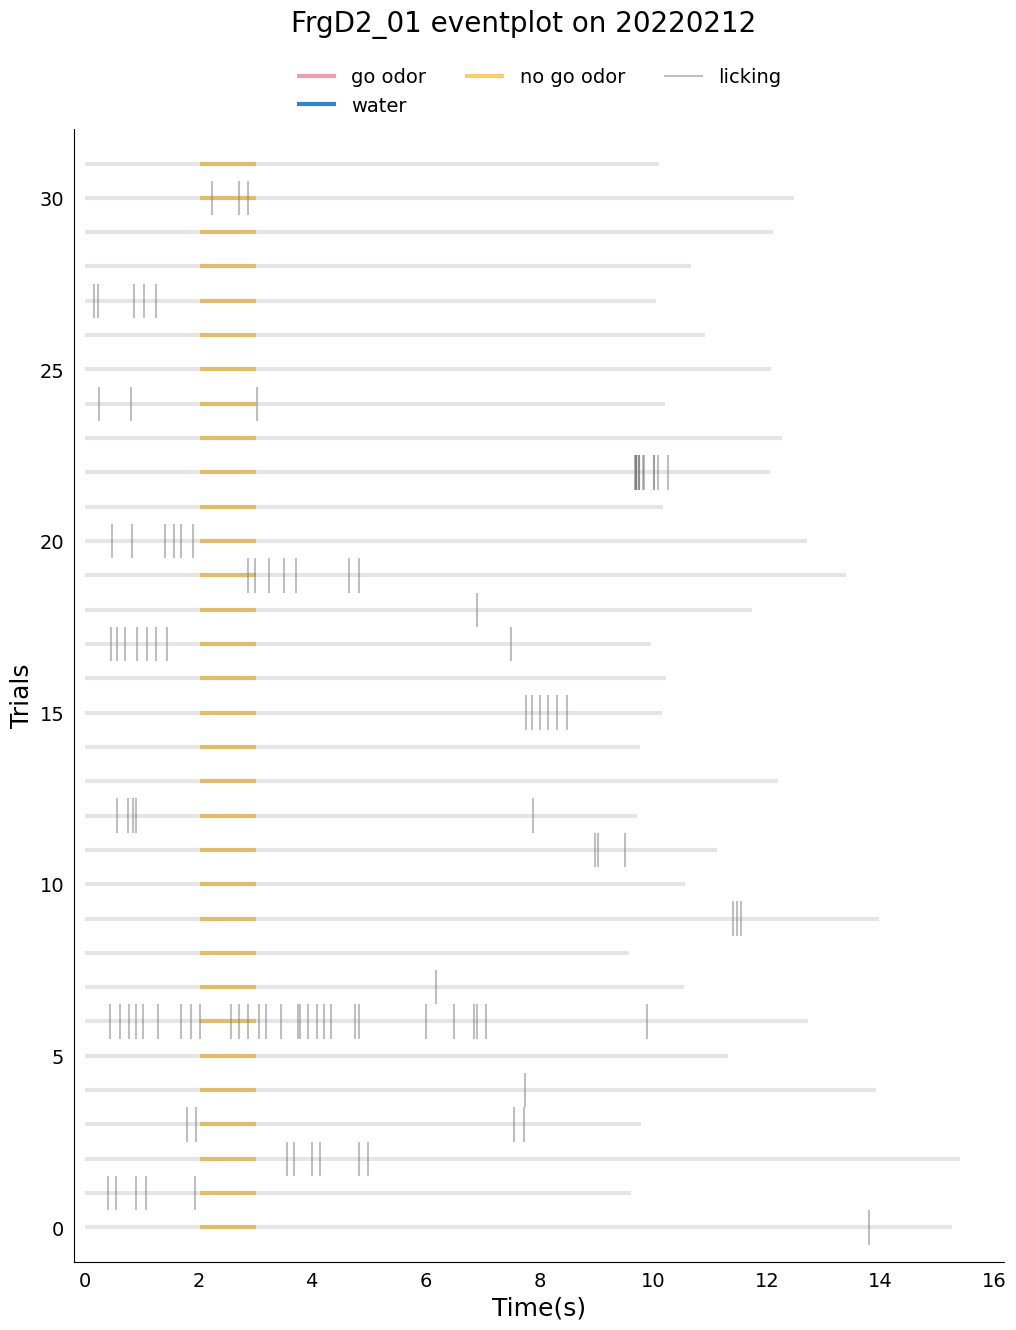 FrgD2_01 eventplot on 20220212
go odor
no go odor
licking
water
30
25
20
15
10
5
0
Trials
0 2 4 6 8 10 12 14 16
Time(s)